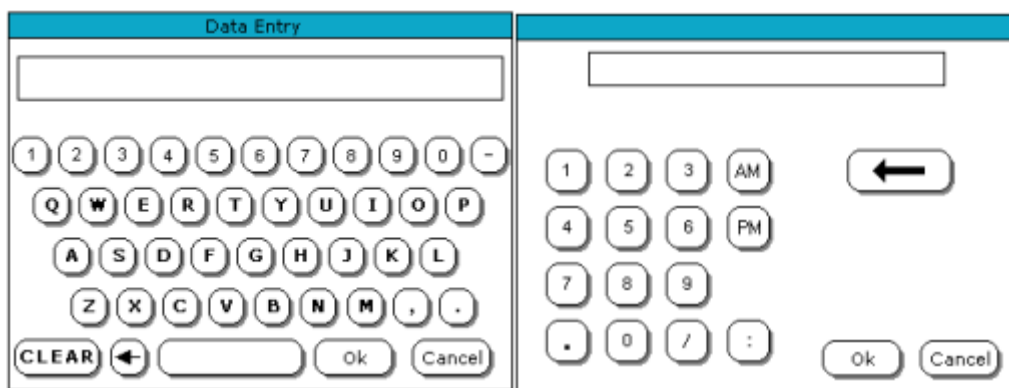 Data Entry
1 2 3 4 5 6 7 8 9 0 -
Q W E R T Y U I O P
A S D F G H J K L
Z X C V B N M , .
CLEAR Ok Cancel
1 2 3 AM
4 5 6 PM
7 8 9
. 0 / :
Ok Cancel